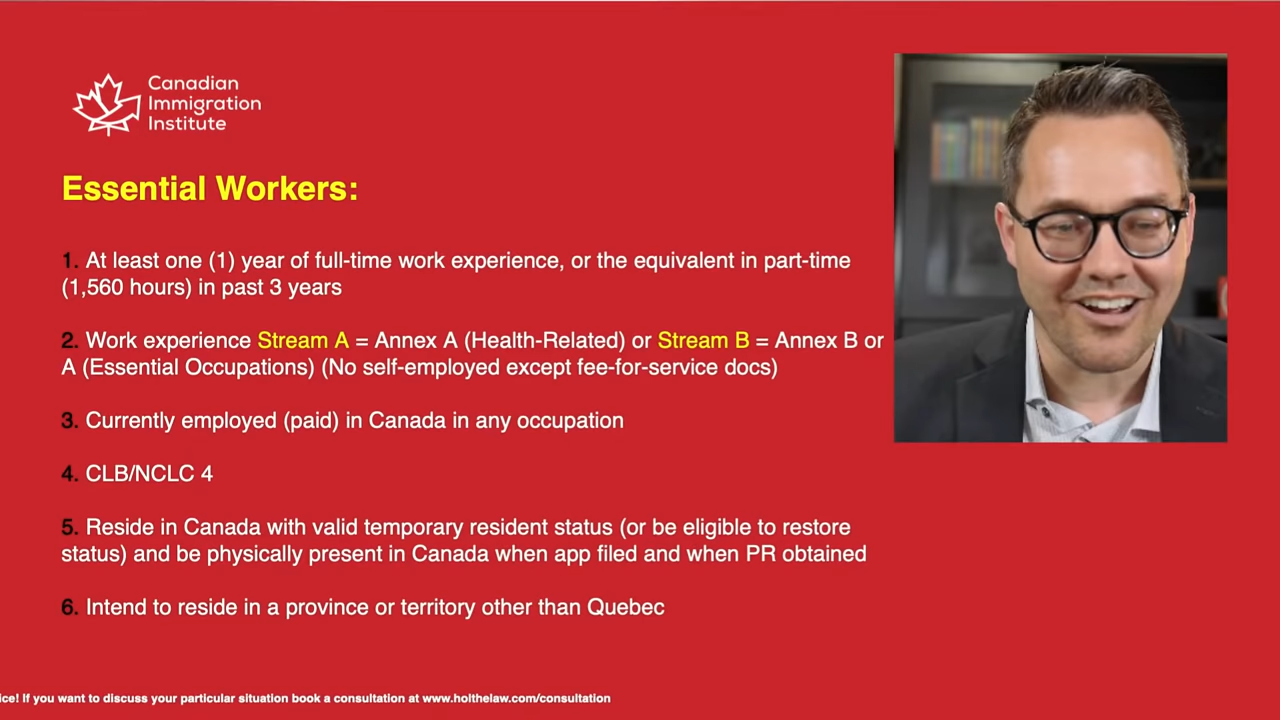 Canadian
Immigration
Institute
Essential Workers:
1. At least one (1) year of full-time work experience, or the equivalent in part-time
(1,560 hours) in past 3 years
2. Work experience Stream A = Annex A (Health-Related) or Stream B = Annex B or
A (Essential Occupations) (No self-employed except fee-for-service docs)
3. Currently employed (paid) in Canada in any occupation
4. CLB/NCLC 4
5. Reside in Canada with valid temporary resident status (or be eligible to restore
status) and be physically present in Canada when app filed and when PR obtained
6. Intend to reside in a province or territory other than Quebec
ice! If you want to discuss your particular situation book a consultation at www.holthelaw.com/consultation